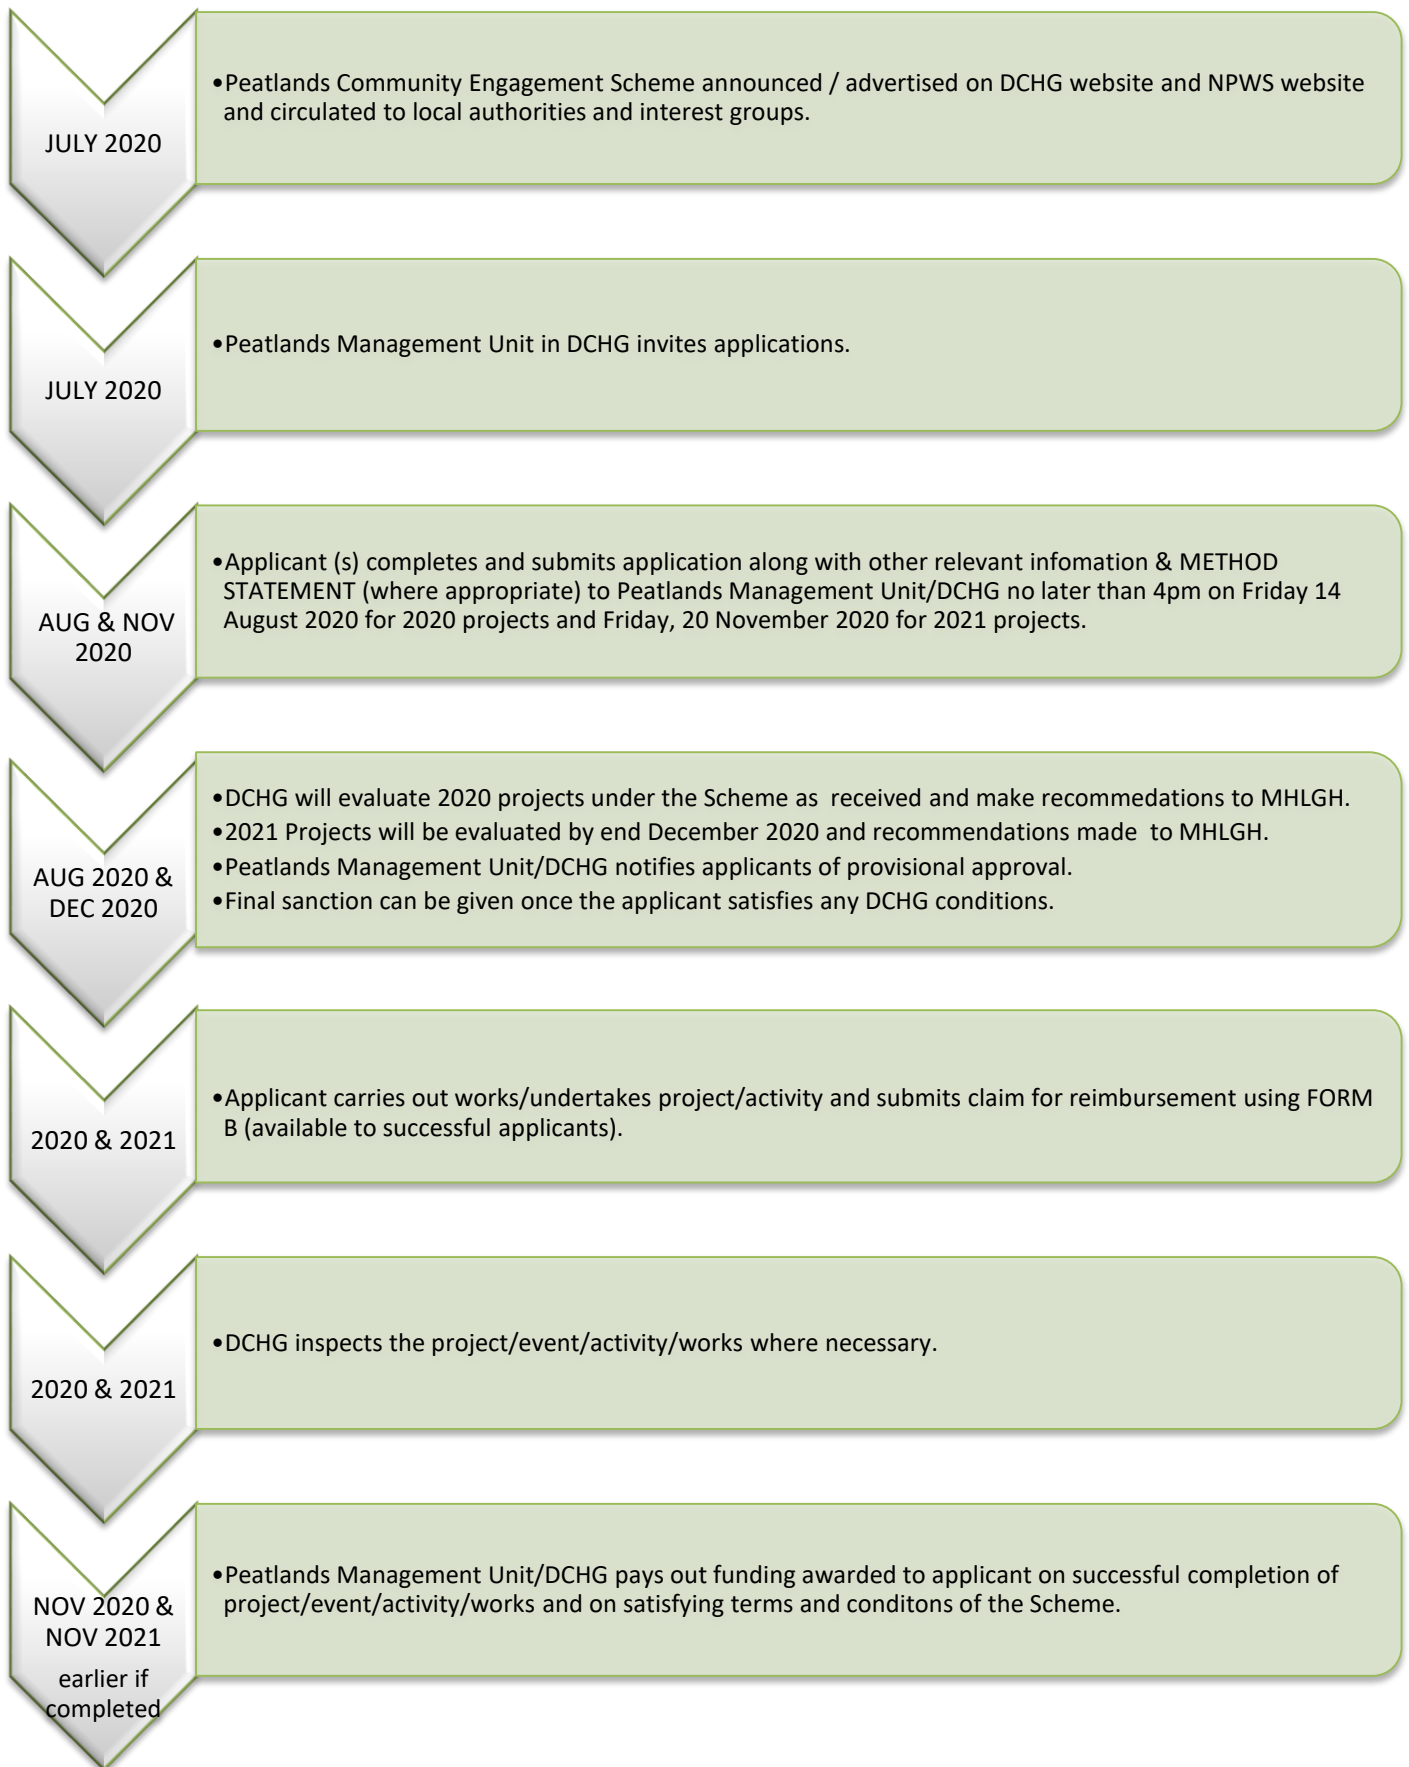 JULY 2020
•Peatlands Community Engagement Scheme announced / advertised on DCHG website and NPWS website
and circulated to local authorities and interest groups.
JULY 2020
•Peatlands Management Unit in DCHG invites applications.
AUG & NOV
2020
•Applicant (s) completes and submits application along with other relevant infomation & METHOD
STATEMENT (where appropriate) to Peatlands Management Unit/DCHG no later than 4pm on Friday 14
August 2020 for 2020 projects and Friday, 20 November 2020 for 2021 projects.
AUG 2020 &
DEC 2020
•DCHG will evaluate 2020 projects under the Scheme as received and make recommedations to MHLGH.
•2021 Projects will be evaluated by end December 2020 and recommendations made to MHLGH.
•Peatlands Management Unit/DCHG notifies applicants of provisional approval.
•Final sanction can be given once the applicant satisfies any DCHG conditions.
2020 & 2021
•Applicant carries out works/undertakes project/activity and submits claim for reimbursement using FORM
B (available to successful applicants).
2020 & 2021
•DCHG inspects the project/event/activity/works where necessary.
NOV 2020 &
NOV 2021
earlier if
completed
•Peatlands Management Unit/DCHG pays out funding awarded to applicant on successful completion of
project/event/activity/works and on satisfying terms and conditons of the Scheme.